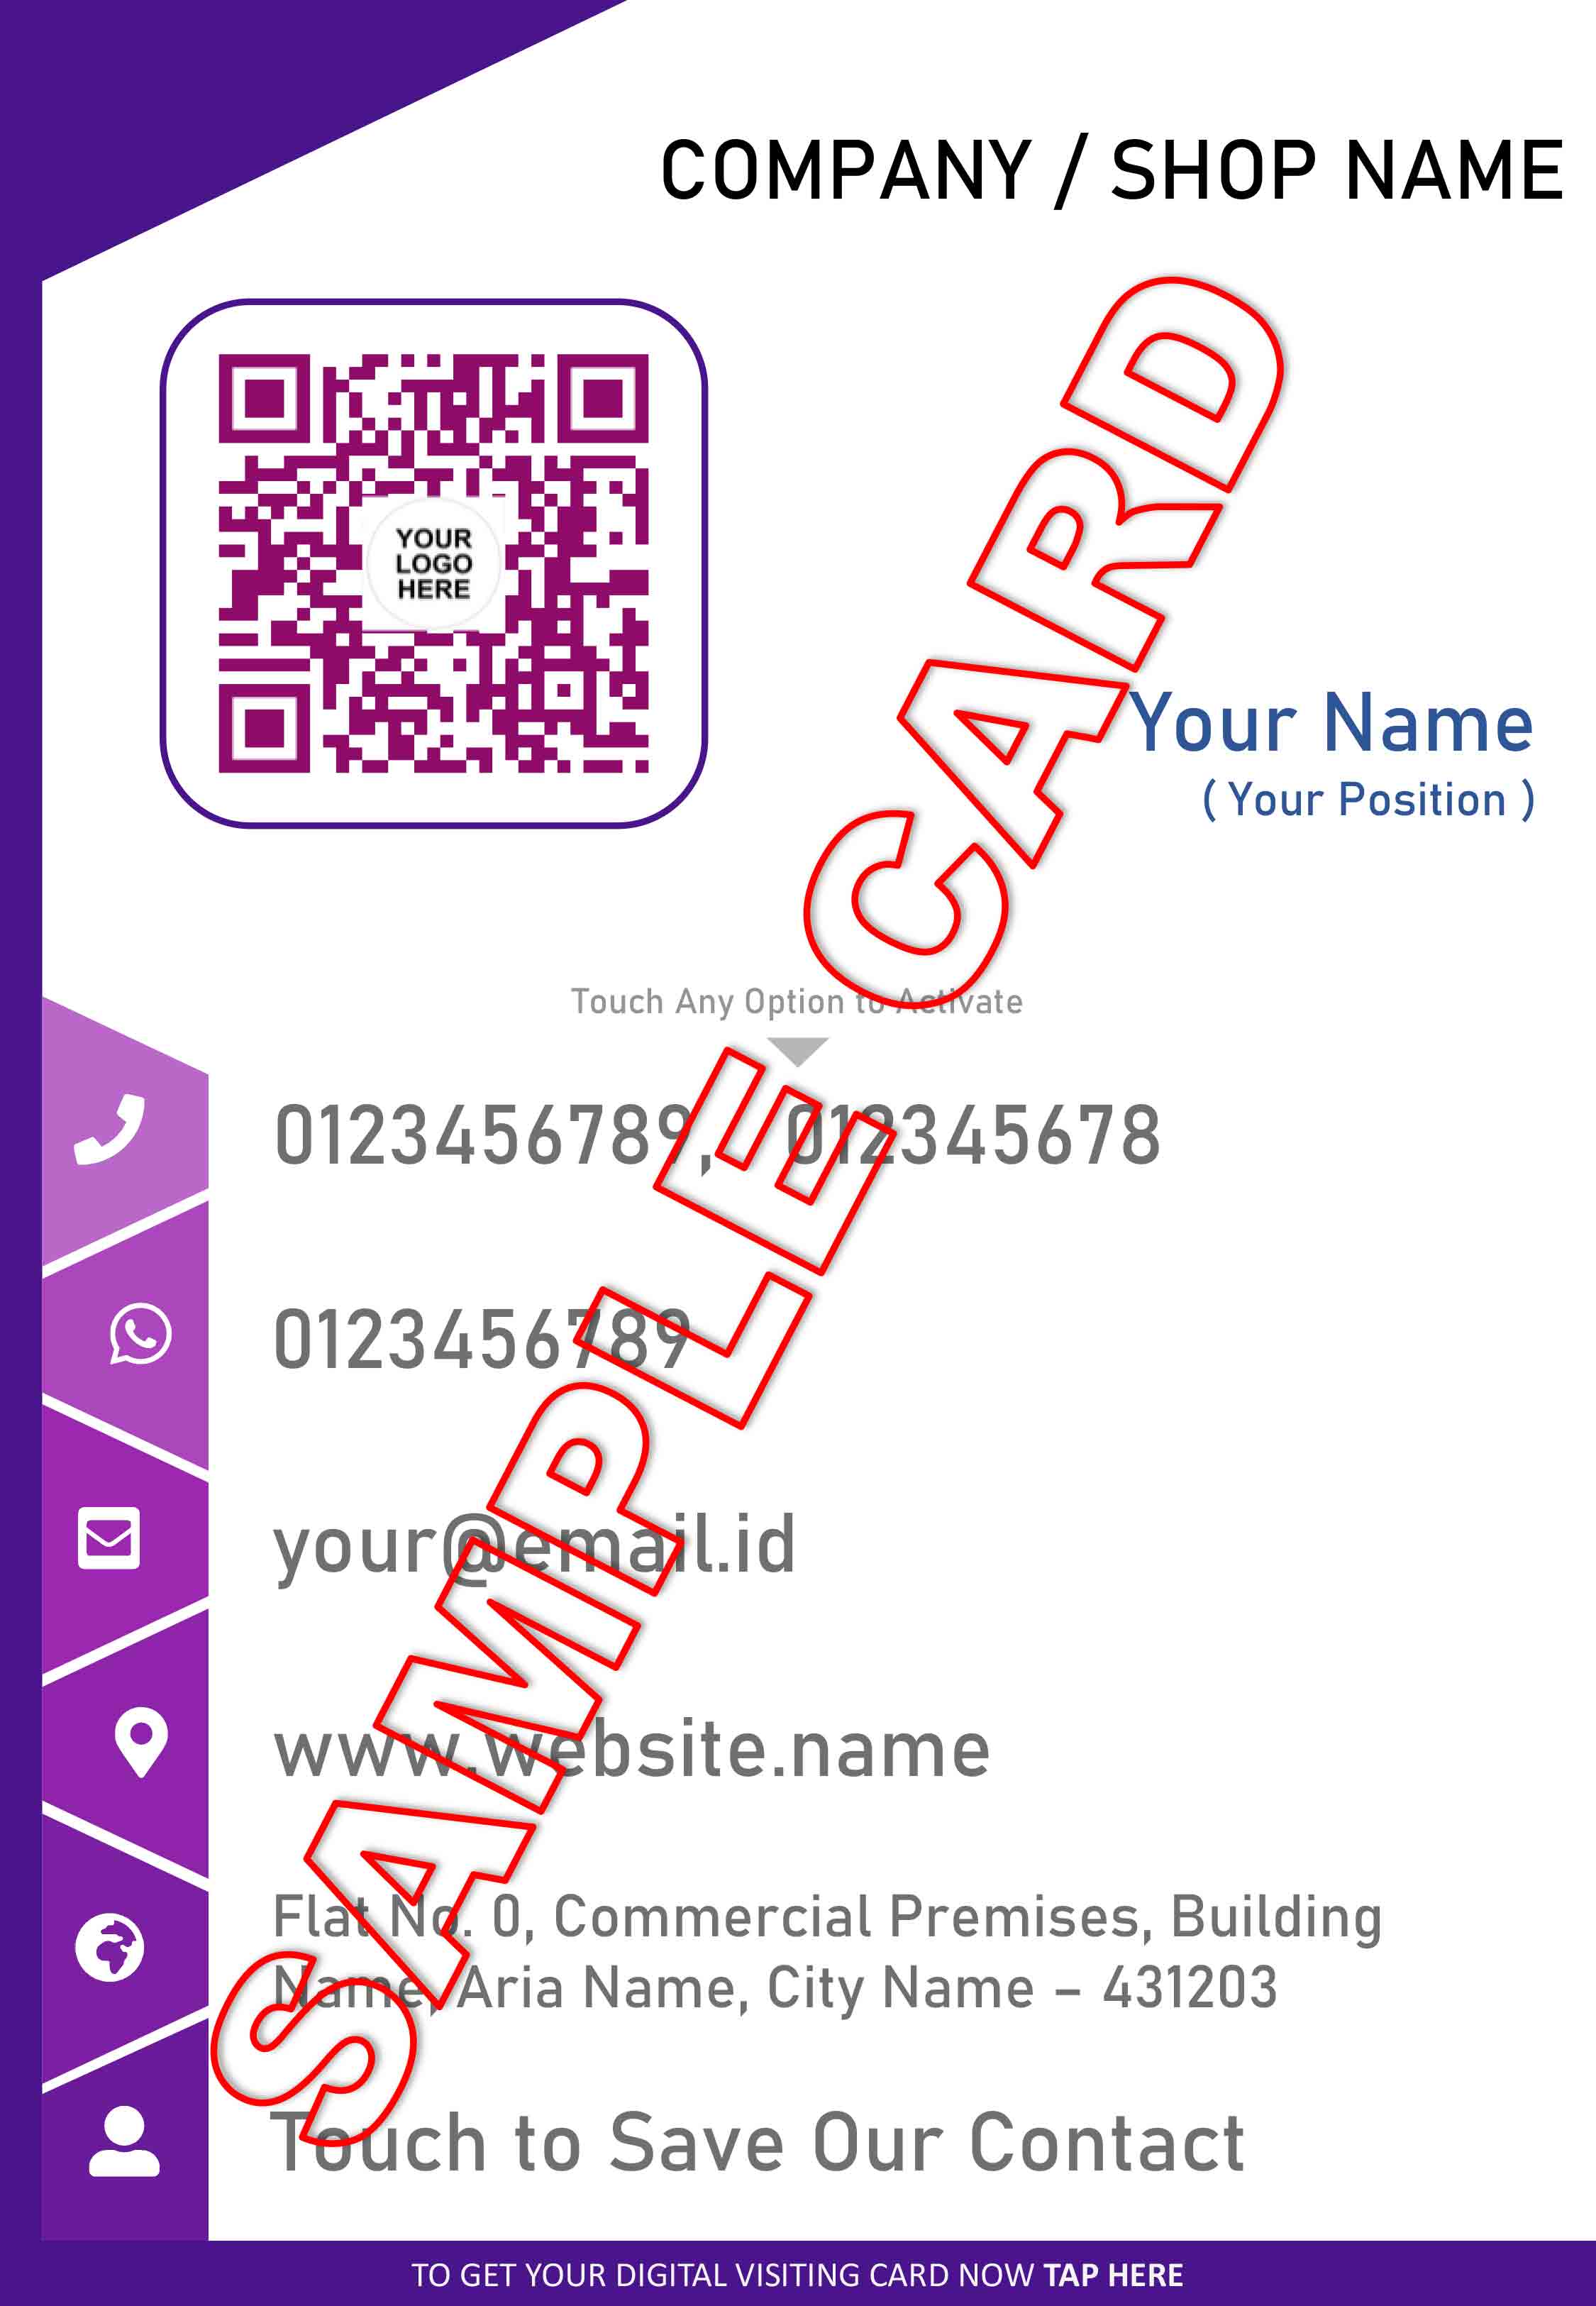 COMPANY / SHOP NAME
YOUR
LOGO
HERE
Your Name
( Your Position )
Touch Any Option to Activate
0123456789, 012345678
0123456789
your@email.id
www.website.name
Flat No. 0, Commercial Premises, Building
Name, Aria Name, City Name – 431203
Touch to Save Our Contact
SAMPLE CARD
TO GET YOUR DIGITAL VISITING CARD NOW TAP HERE